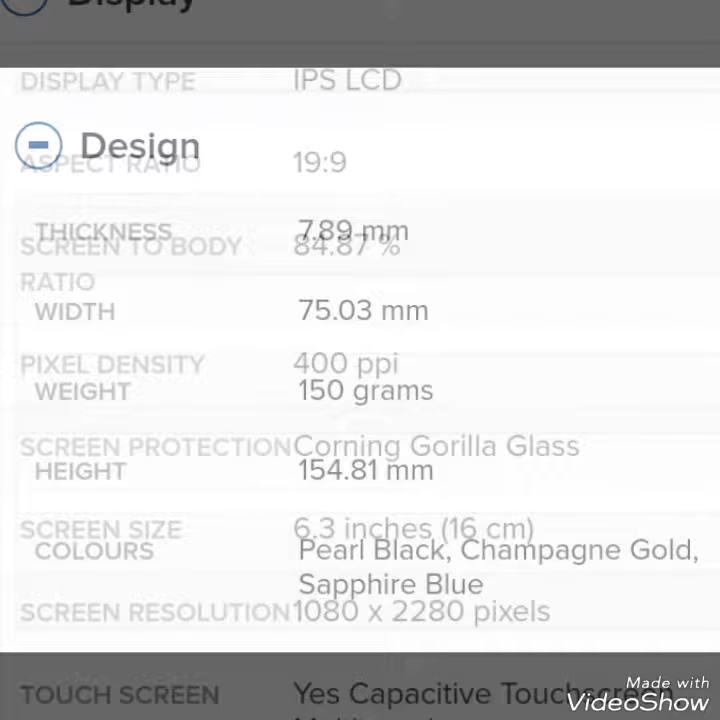 Display
DISPLAY TYPE IPS LCD
Design
ASPECT RATIO 19:9
THICKNESS 7.89 mm
SCREEN TO BODY RATIO 84.87 %
WIDTH 75.03 mm
PIXEL DENSITY 400 ppi
WEIGHT 150 grams
SCREEN PROTECTION Corning Gorilla Glass
HEIGHT 154.81 mm
SCREEN SIZE 6.3 inches (16 cm)
COLOURS Pearl Black, Champagne Gold,
Sapphire Blue
SCREEN RESOLUTION 1080 x 2280 pixels
TOUCH SCREEN Yes Capacitive Touchscreen
Made with
VideoShow